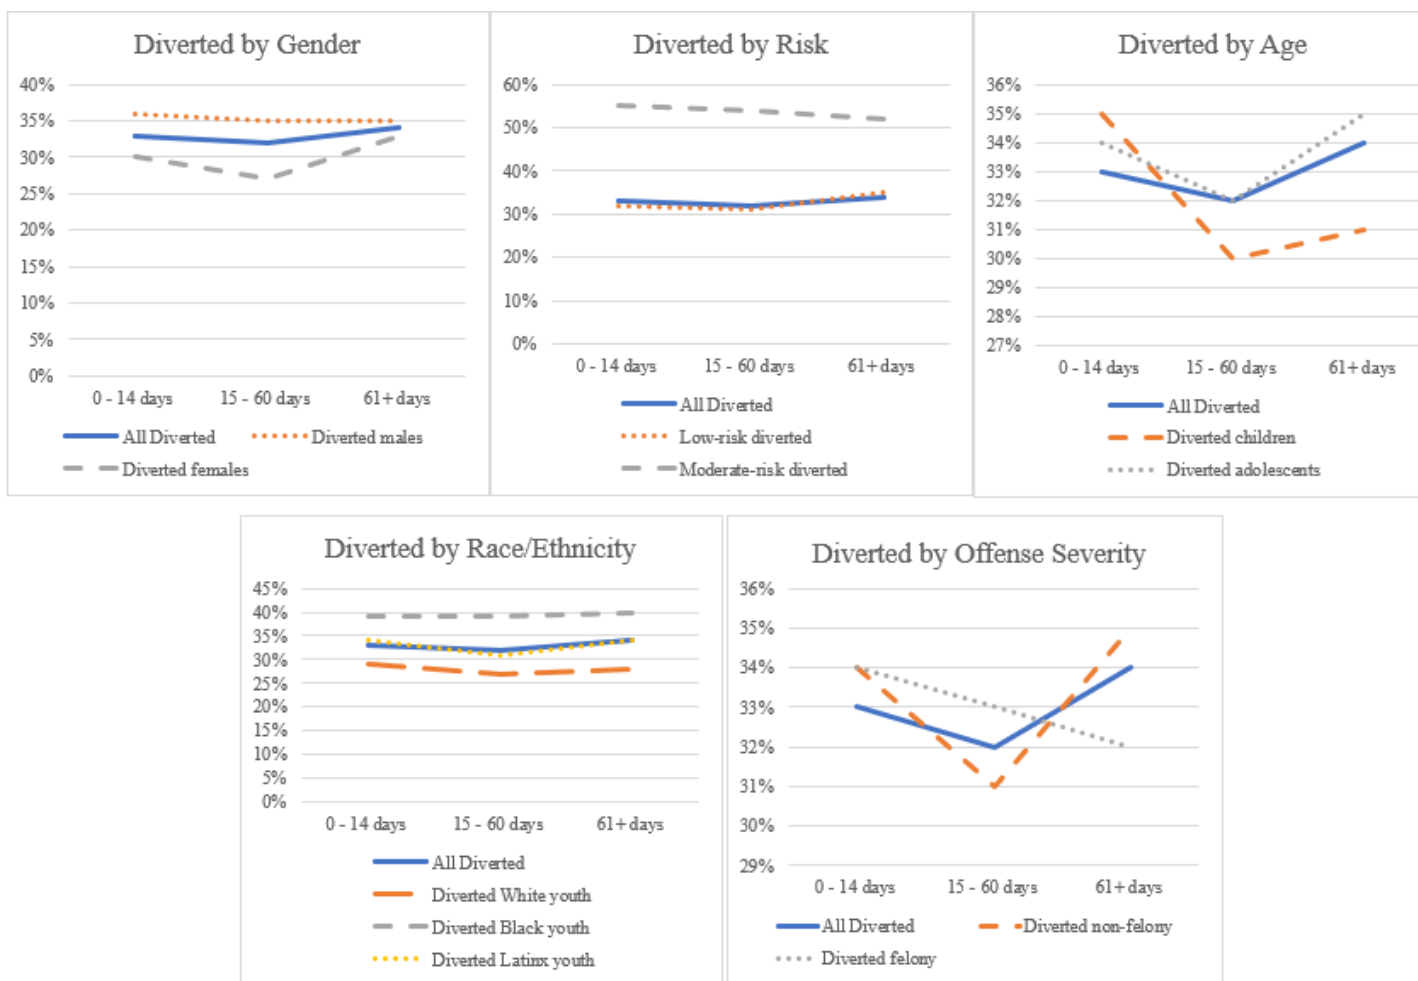 Diverted by Gender
40%
35%
30%
25%
20%
15%
10%
5%
0%
0 - 14 days 15 - 60 days 61+ days
All Diverted Diverted males
Diverted females
Diverted by Risk
60%
50%
40%
30%
20%
10%
0%
0 - 14 days 15 - 60 days 61+ days
All Diverted
Low-risk diverted
Moderate-risk diverted
Diverted by Age
36%
35%
34%
33%
32%
31%
30%
29%
28%
27%
0 - 14 days 15 - 60 days 61+ days
All Diverted
Diverted children
Diverted adolescents
Diverted by Race/Ethnicity
45%
40%
35%
30%
25%
20%
15%
10%
5%
0%
0 - 14 days 15 - 60 days 61+ days
All Diverted
Diverted White youth
Diverted Black youth
Diverted Latinx youth
Diverted by Offense Severity
36%
35%
34%
33%
32%
31%
30%
29%
0 - 14 days 15 - 60 days 61+ days
All Diverted Diverted non-felony
Diverted felony